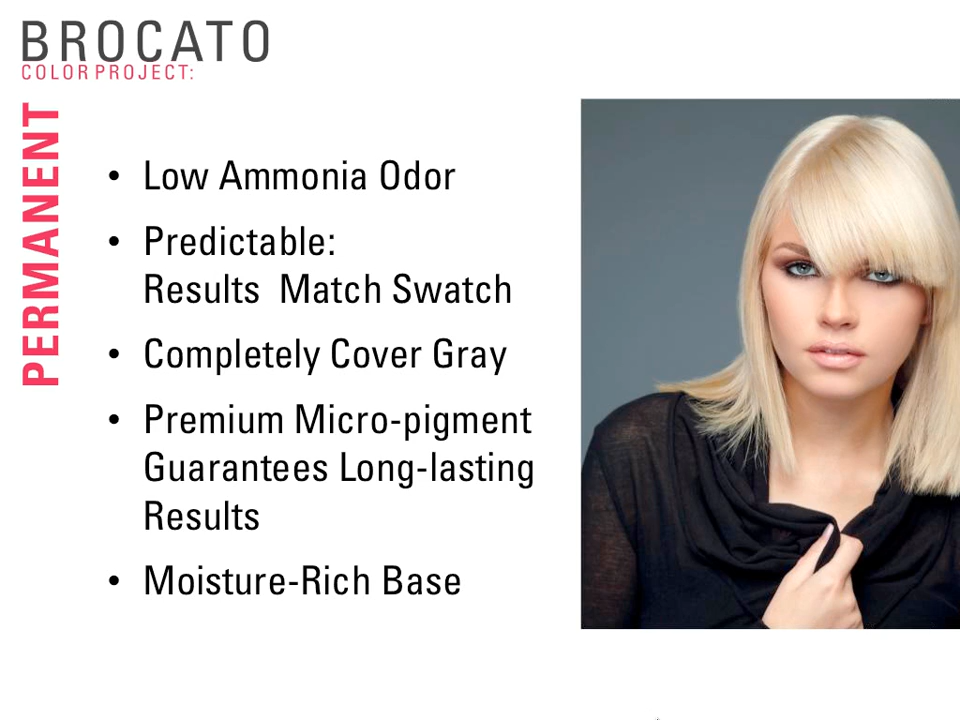 BROCATO
COLOR PROJECT:
PERMANENT
• Low Ammonia Odor
• Predictable:
Results  Match Swatch
• Completely Cover Gray
• Premium Micro-pigment
Guarantees Long-lasting
Results
• Moisture-Rich Base